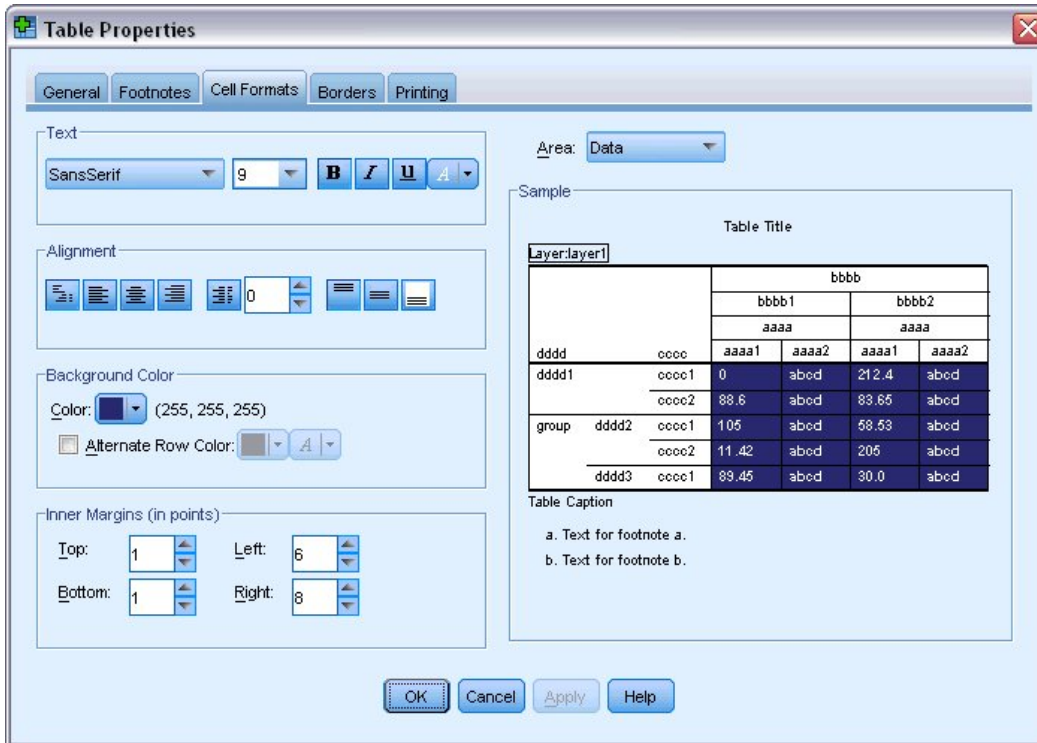 Table Properties
General Footnotes Cell Formats Borders Printing
Text
SansSerif 9 B I U A
Alignment
0
Background Color
Color: (255, 255, 255)
Alternate Row Color: A
Inner Margins (in points)
Top: 1 Left: 6
Bottom: 1 Right: 8
Area: Data
Sample
Table Title
Layer:layer1
bbbb
bbbb1 bbbb2
aaaa aaaa
dddd cccc aaaa1 aaaa2 aaaa1 aaaa2
dddd1 cccc1 0 abcd 212.4 abcd
cccc2 88.6 abcd 83.65 abcd
group dddd2 cccc1 105 abcd 58.53 abcd
cccc2 11.42 abcd 205 abcd
dddd3 cccc1 89.45 abcd 30.0 abcd
Table Caption
a. Text for footnote a.
b. Text for footnote b.
OK Cancel Apply Help